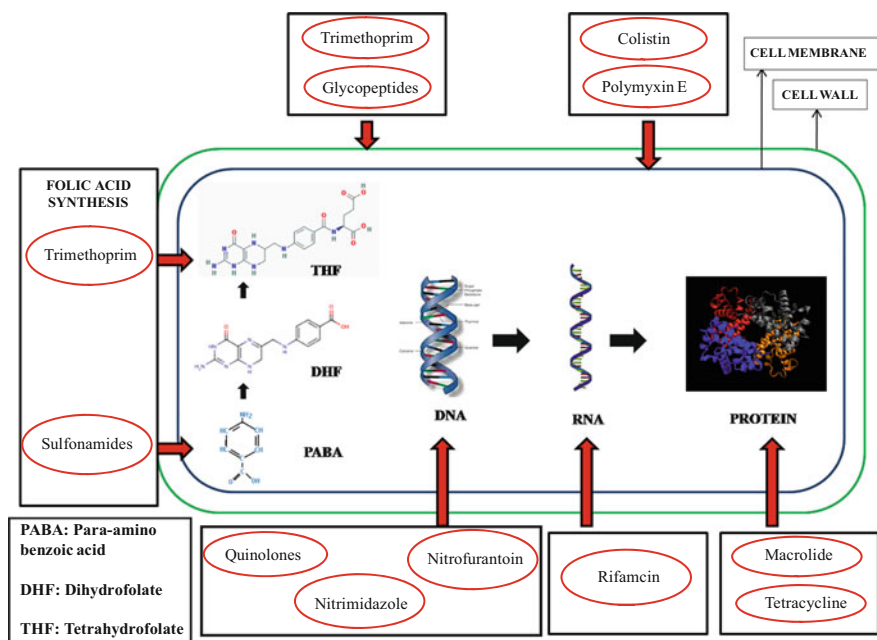 Trimethoprim
Glycopeptides
Colistin
Polymyxin E
CELL MEMBRANE
CELL WALL
FOLIC ACID
SYNTHESIS
Trimethoprim
Sulfonamides
THF
DHF
PABA
DNA
RNA
PROTEIN
PABA: Para-amino
benzoic acid
DHF: Dihydrofolate
THF: Tetrahydrofolate
Quinolones
Nitrofurantoin
Nitrimidazole
Rifamcin
Macrolide
Tetracycline